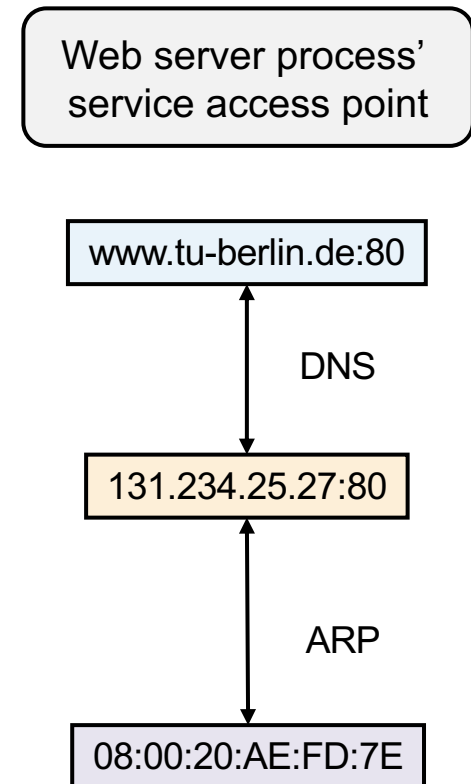 Web server process’
service access point
www.tu-berlin.de:80
DNS
131.234.25.27:80
ARP
08:00:20:AE:FD:7E